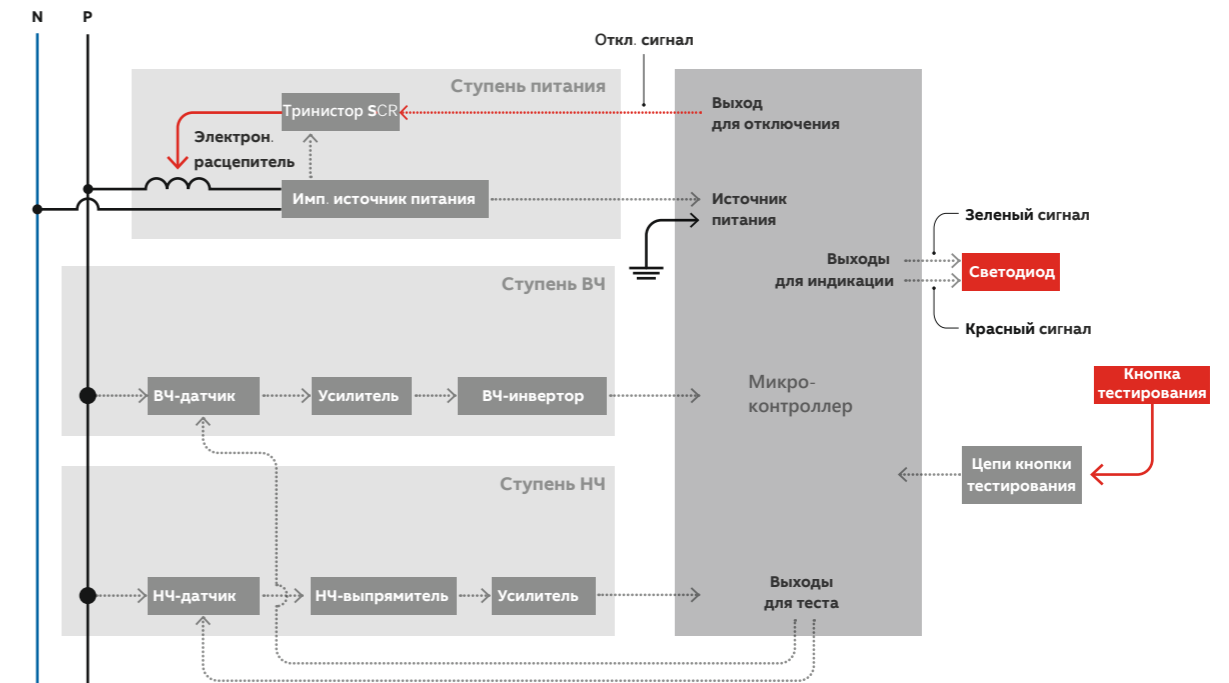 N P
Откл. сигнал
Ступень питания
Тринистор SCR
Выход
для отключения
Электрон.
расцепитель
Имп. источник питания
Источник
питания
Зеленый сигнал
Выходы
для индикации
Светодиод
Красный сигнал
Ступень ВЧ
ВЧ-датчик
Усилитель
ВЧ-инвертор
Микро-
контроллер
Кнопка
тестирования
Цепи кнопки
тестирования
Ступень НЧ
НЧ-датчик
НЧ-выпрямитель
Усилитель
Выходы
для теста